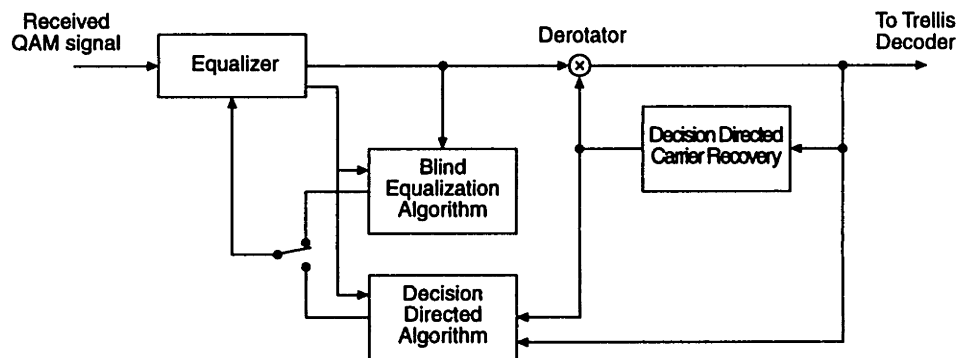 Received
QAM signal
Equalizer
Derotator
To Trellis
Decoder
Decision Directed
Carrier Recovery
Blind
Equalization
Algorithm
Decision
Directed
Algorithm